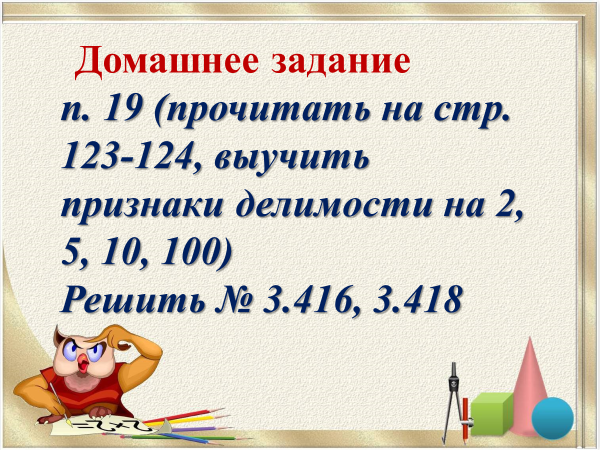 Домашнее задание
п. 19 (прочитать на стр.
123-124, выучить
признаки делимости на 2,
5, 10, 100)
Решить № 3.416, 3.418